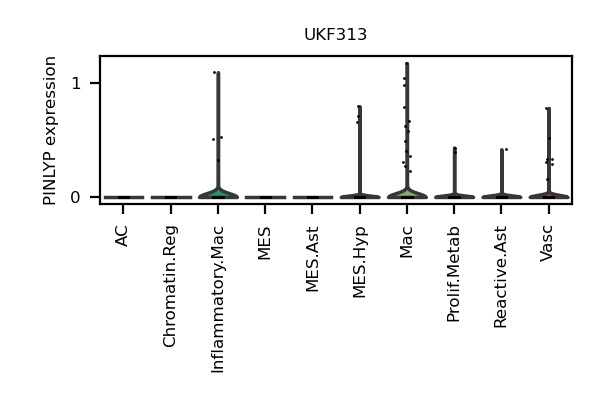 UKF313
PINLYP expression
1
0
AC
Chromatin.Reg
Inflammatory.Mac
MES
MES.Ast
MES.Hyp
Mac
Prolif.Metab
Reactive.Ast
Vasc